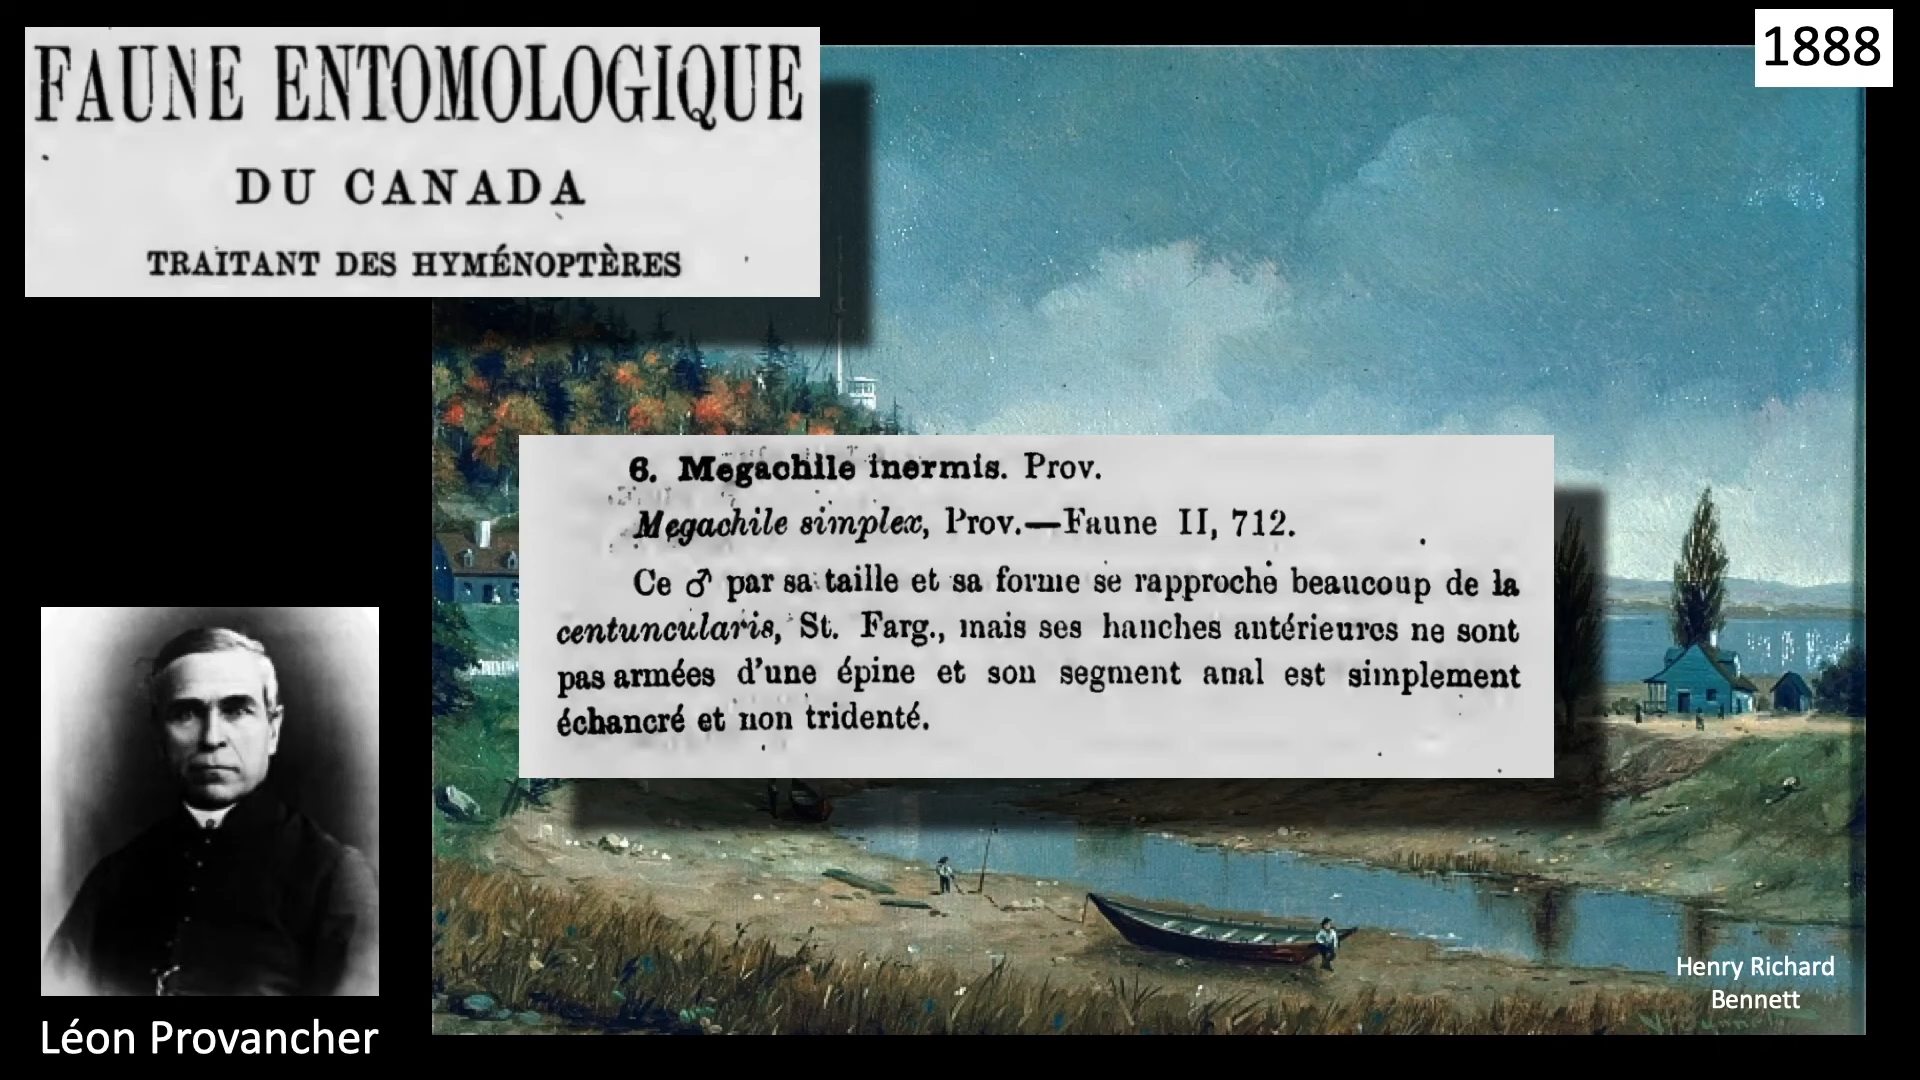 FAUNE ENTOMOLOGIQUE
DU CANADA
TRAITANT DES HYMÉNOPTÈRES
1888
6. Megachile inermis. Prov.
Megachile simplex, Prov.—Faune II, 712.
Ce ♂ par sa taille et sa forme se rapproche beaucoup de la
centuncularis, St. Farg., mais ses hanches antérieures ne sont
pas armées d'une épine et son segment anal est simplement
échancré et non tridenté.
Léon Provancher
Henry Richard
Bennett